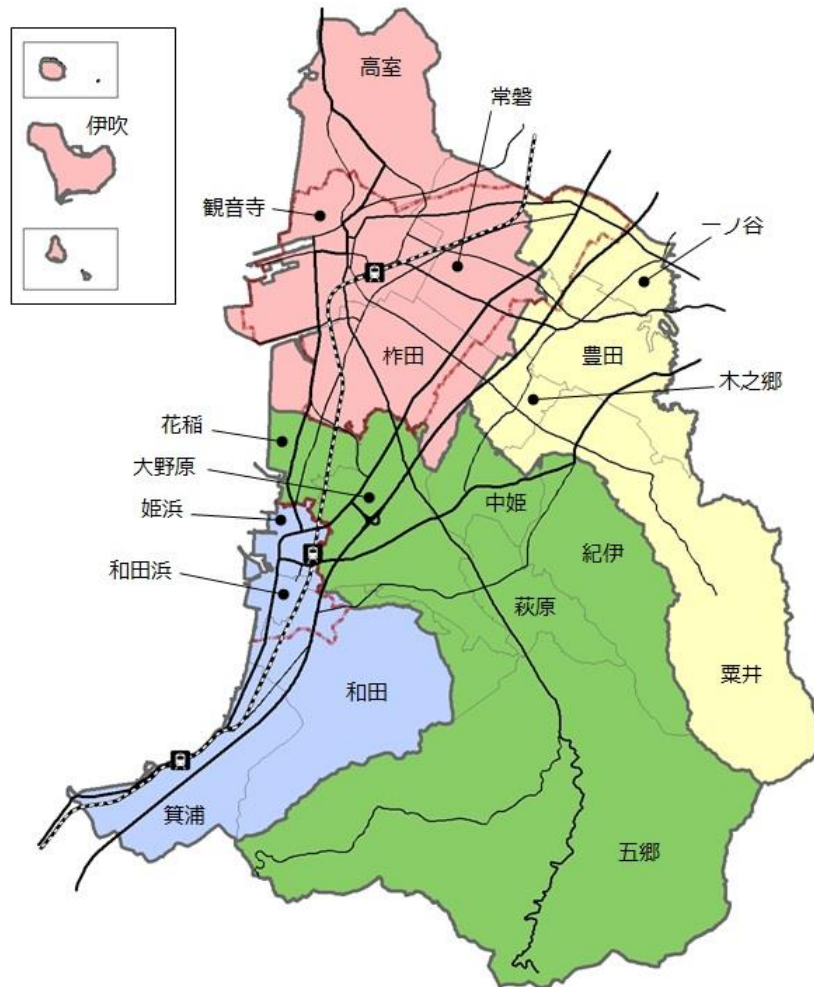 高室
常磐
伊吹
観音寺
一ノ谷
柞田
豊田
木之郷
花稲
大野原
中姫
姫浜
紀伊
和田浜
萩原
粟井
和田
箕浦
五郷